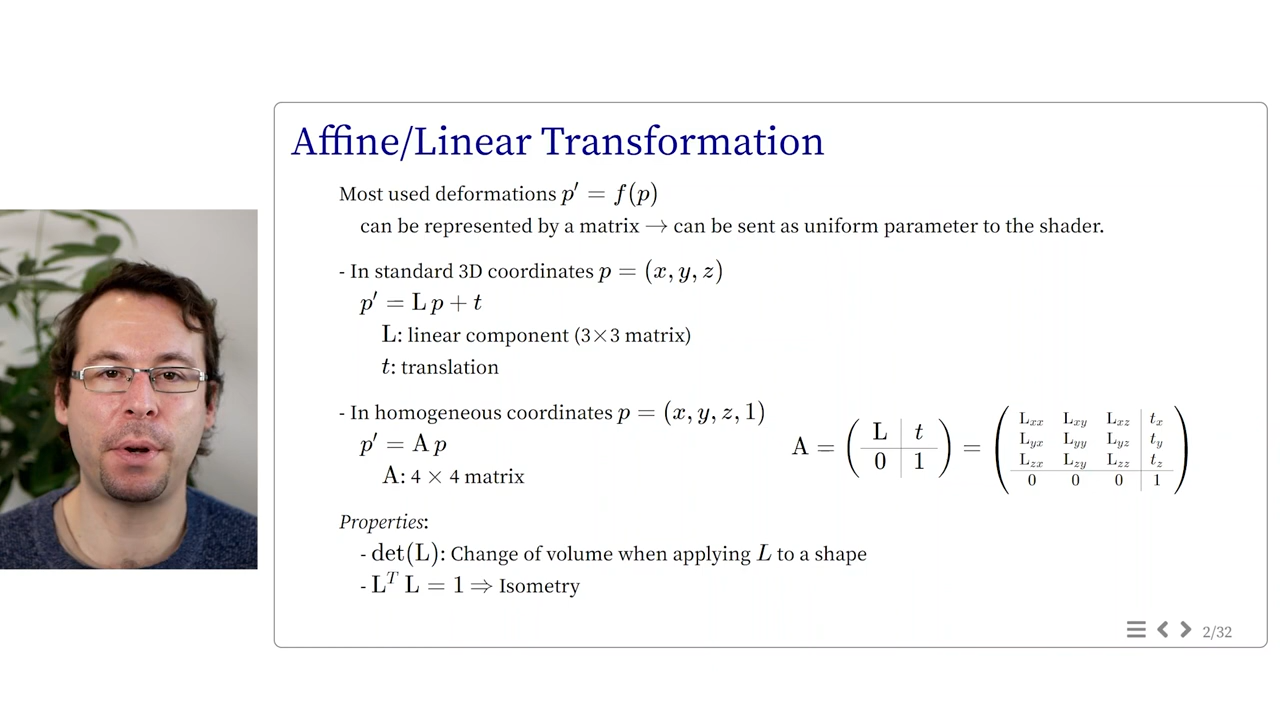 Affine/Linear Transformation
Most used deformations p′ = f(p)
can be represented by a matrix → can be sent as uniform parameter to the shader.
- In standard 3D coordinates p = (x, y, z)
p′ = L p + t
L: linear component (3×3 matrix)
t: translation
- In homogeneous coordinates p = (x, y, z, 1)
p′ = A p
A: 4 × 4 matrix
A = ( L | t ; 0 | 1 ) = ( Lxx Lxy Lxz | tx ; Lyx Lyy Lyz | ty ; Lzx Lzy Lzz | tz ; 0 0 0 | 1 )
Properties:
- det(L): Change of volume when applying L to a shape
- L^T L = 1 ⇒ Isometry
2/32